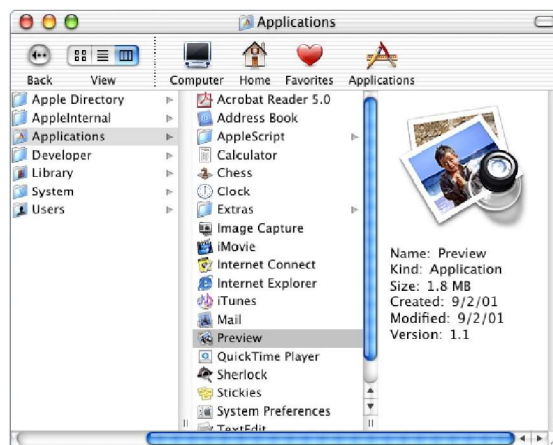 Applications
Back
View
Computer
Home
Favorites
Applications
Apple Directory
AppleInternal
Applications
Developer
Library
System
Users
Acrobat Reader 5.0
Address Book
AppleScript
Calculator
Chess
Clock
Extras
Image Capture
iMovie
Internet Connect
Internet Explorer
iTunes
Mail
Preview
QuickTime Player
Sherlock
Stickies
System Preferences
TextEdit
Name: Preview
Kind: Application
Size: 1.8 MB
Created: 9/2/01
Modified: 9/2/01
Version: 1.1